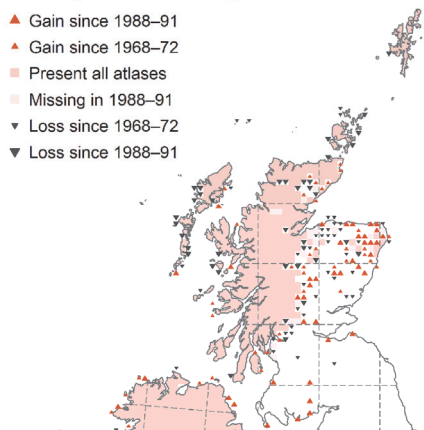 Gain since 1988–91
Gain since 1968–72
Present all atlases
Missing in 1988–91
Loss since 1968–72
Loss since 1988–91